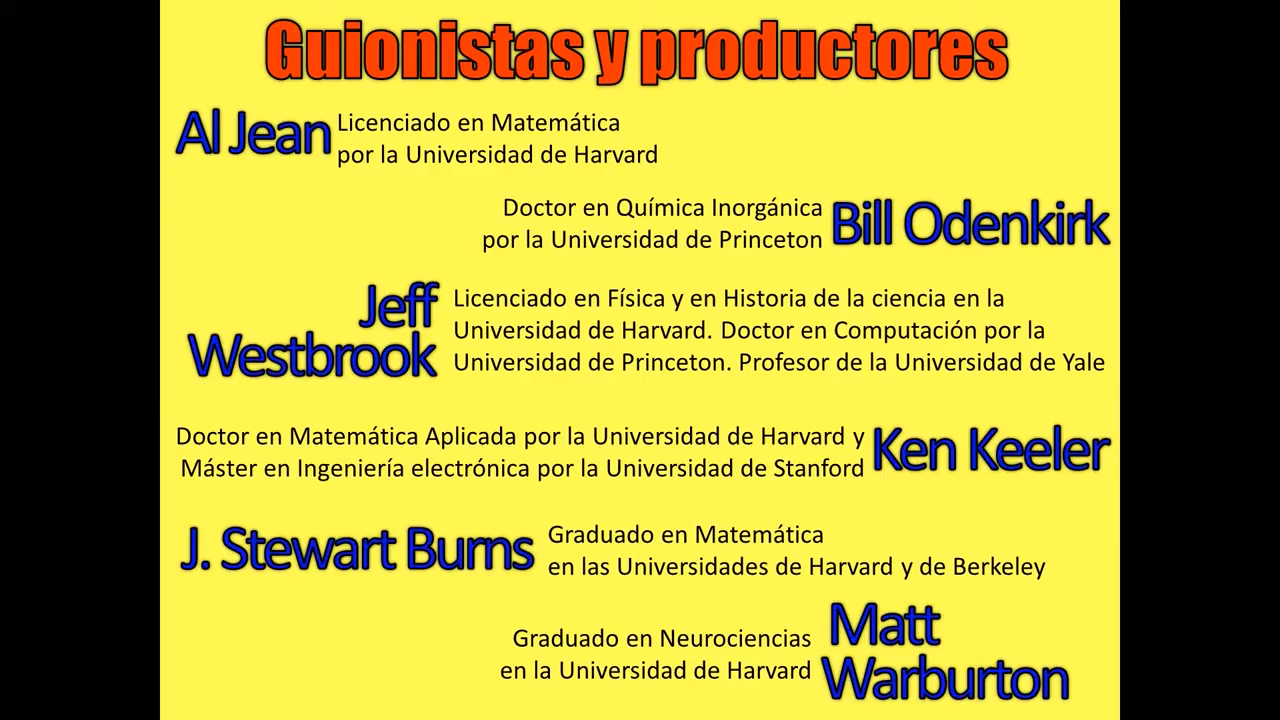 Guionistas y productores
Al Jean
Licenciado en Matemática
por la Universidad de Harvard
Doctor en Química Inorgánica
por la Universidad de Princeton
Bill Odenkirk
Jeff
Westbrook
Licenciado en Física y en Historia de la ciencia en la
Universidad de Harvard. Doctor en Computación por la
Universidad de Princeton. Profesor de la Universidad de Yale
Doctor en Matemática Aplicada por la Universidad de Harvard y
Máster en Ingeniería electrónica por la Universidad de Stanford
Ken Keeler
J. Stewart Burns
Graduado en Matemática
en las Universidades de Harvard y de Berkeley
Graduado en Neurociencias
en la Universidad de Harvard
Matt
Warburton